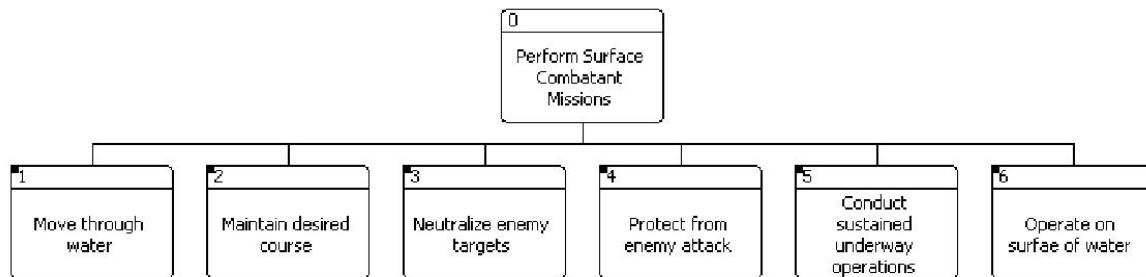 0
Perform Surface
Combatant
Missions
1
Move through
water
2
Maintain desired
course
3
Neutralize enemy
targets
4
Protect from
enemy attack
5
Conduct
sustained
underway
operations
6
Operate on
surfae of water